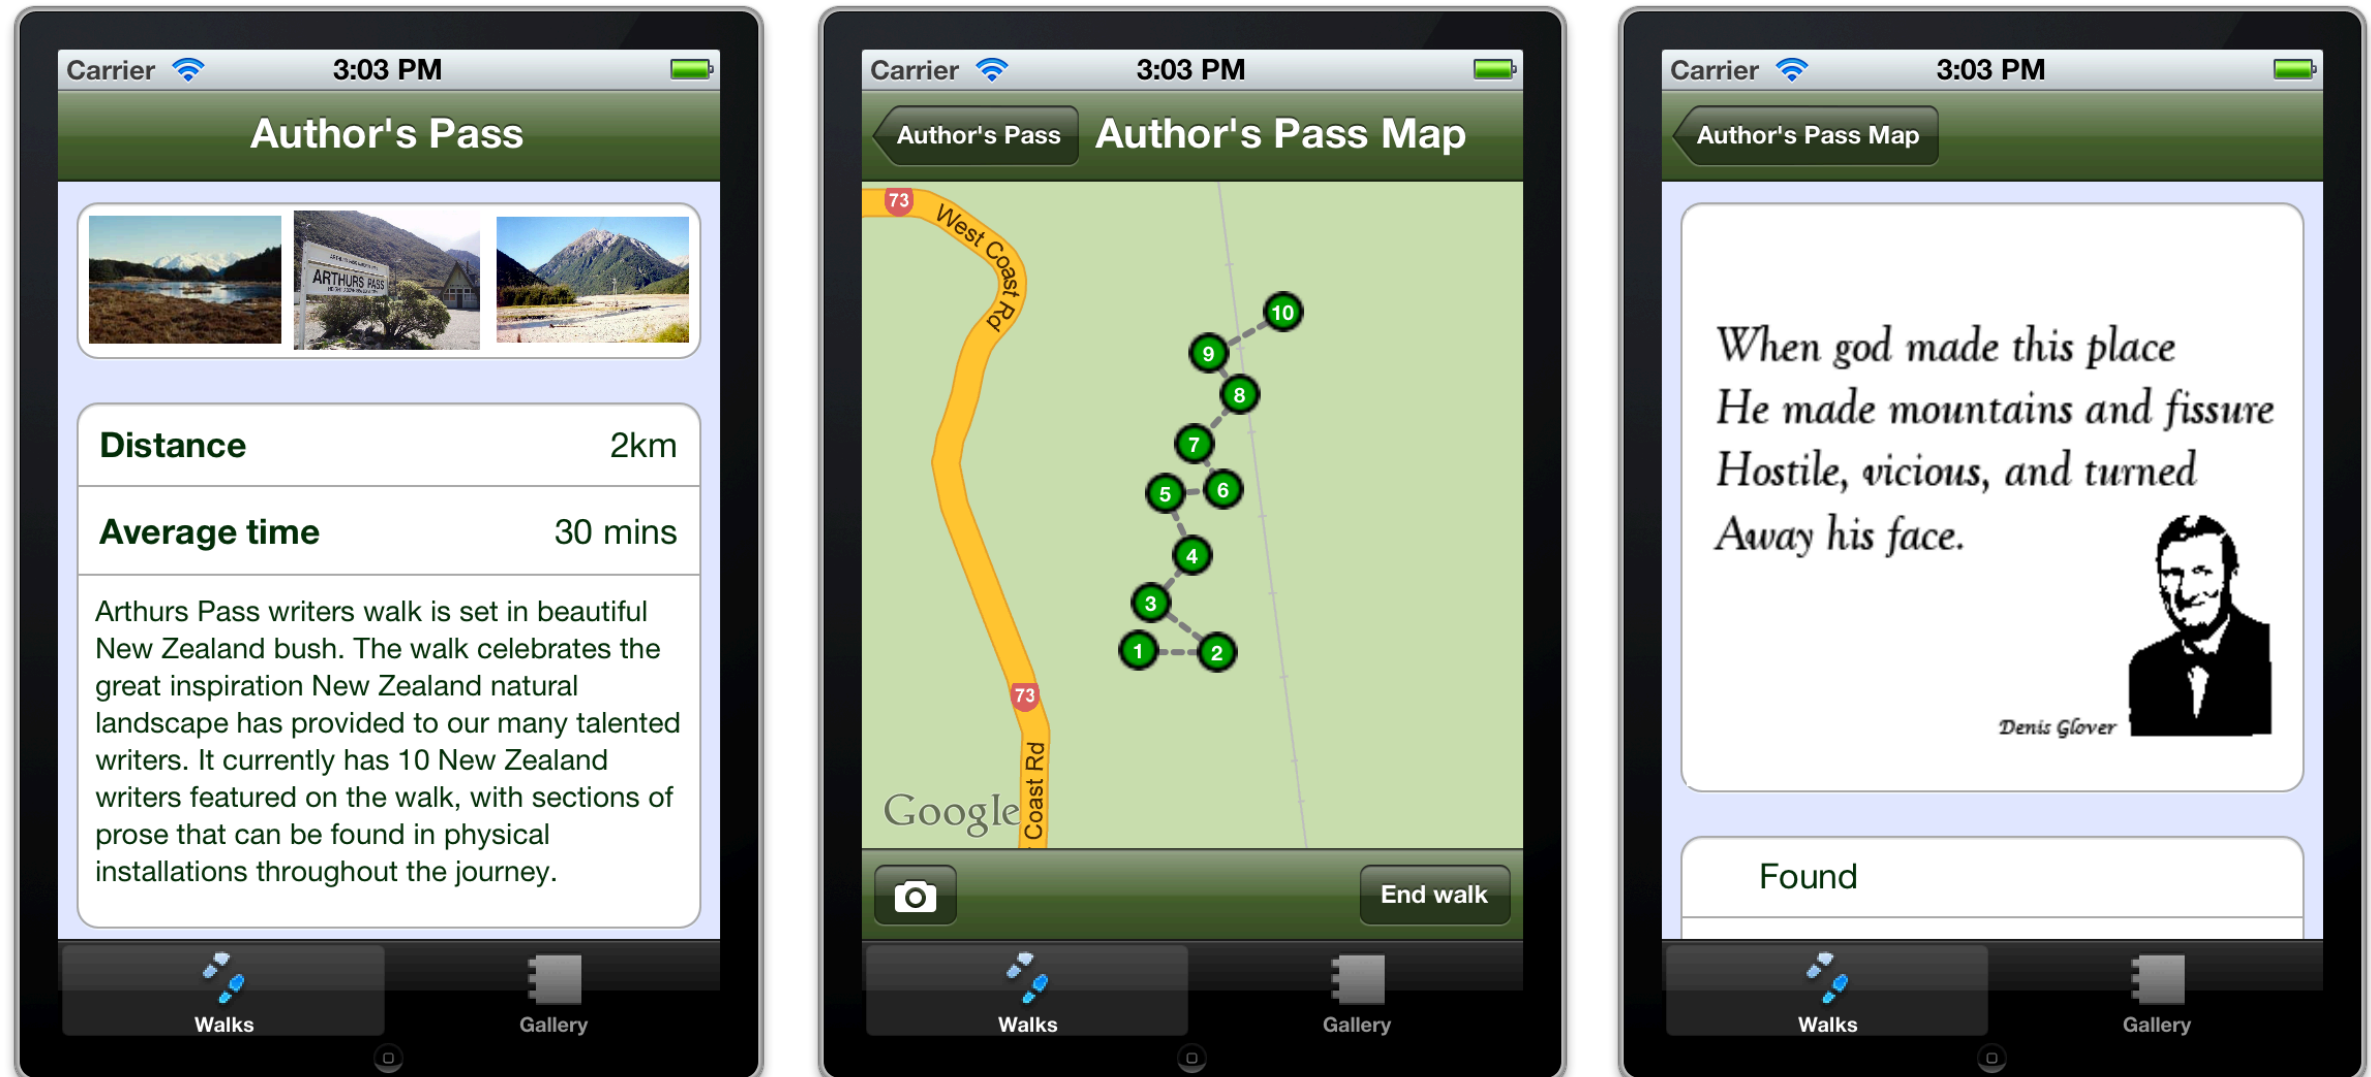 Carrier 3:03 PM
Author's Pass
ARTHURS PASS
Distance 2km
Average time 30 mins
Arthurs Pass writers walk is set in beautiful
New Zealand bush. The walk celebrates the
great inspiration New Zealand natural
landscape has provided to our many talented
writers. It currently has 10 New Zealand
writers featured on the walk, with sections of
prose that can be found in physical
installations throughout the journey.
Walks Gallery
Carrier 3:03 PM
Author's Pass Author's Pass Map
73
West Coast Rd
10
9
8
7
5 6
4
3
1 2
73
Coast Rd
Google
End walk
Walks Gallery
Carrier 3:03 PM
Author's Pass Map
When god made this place
He made mountains and fissure
Hostile, vicious, and turned
Away his face.
Denis Glover
Found
Walks Gallery